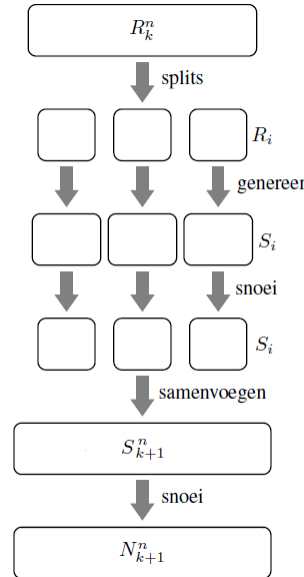 R_k^n
splits
R_i
genereer
S_i
snoei
S_i
samenvoegen
S_{k+1}^n
snoei
N_{k+1}^n